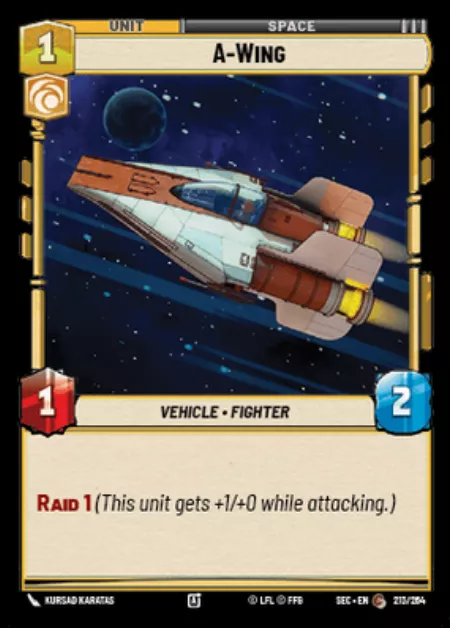 UNIT SPACE
1 A-WING
1 VEHICLE • FIGHTER 2
RAID 1 (This unit gets +1/+0 while attacking.)
KURSAD KARATAS A © LFL © FFG SEC • EN 213/264